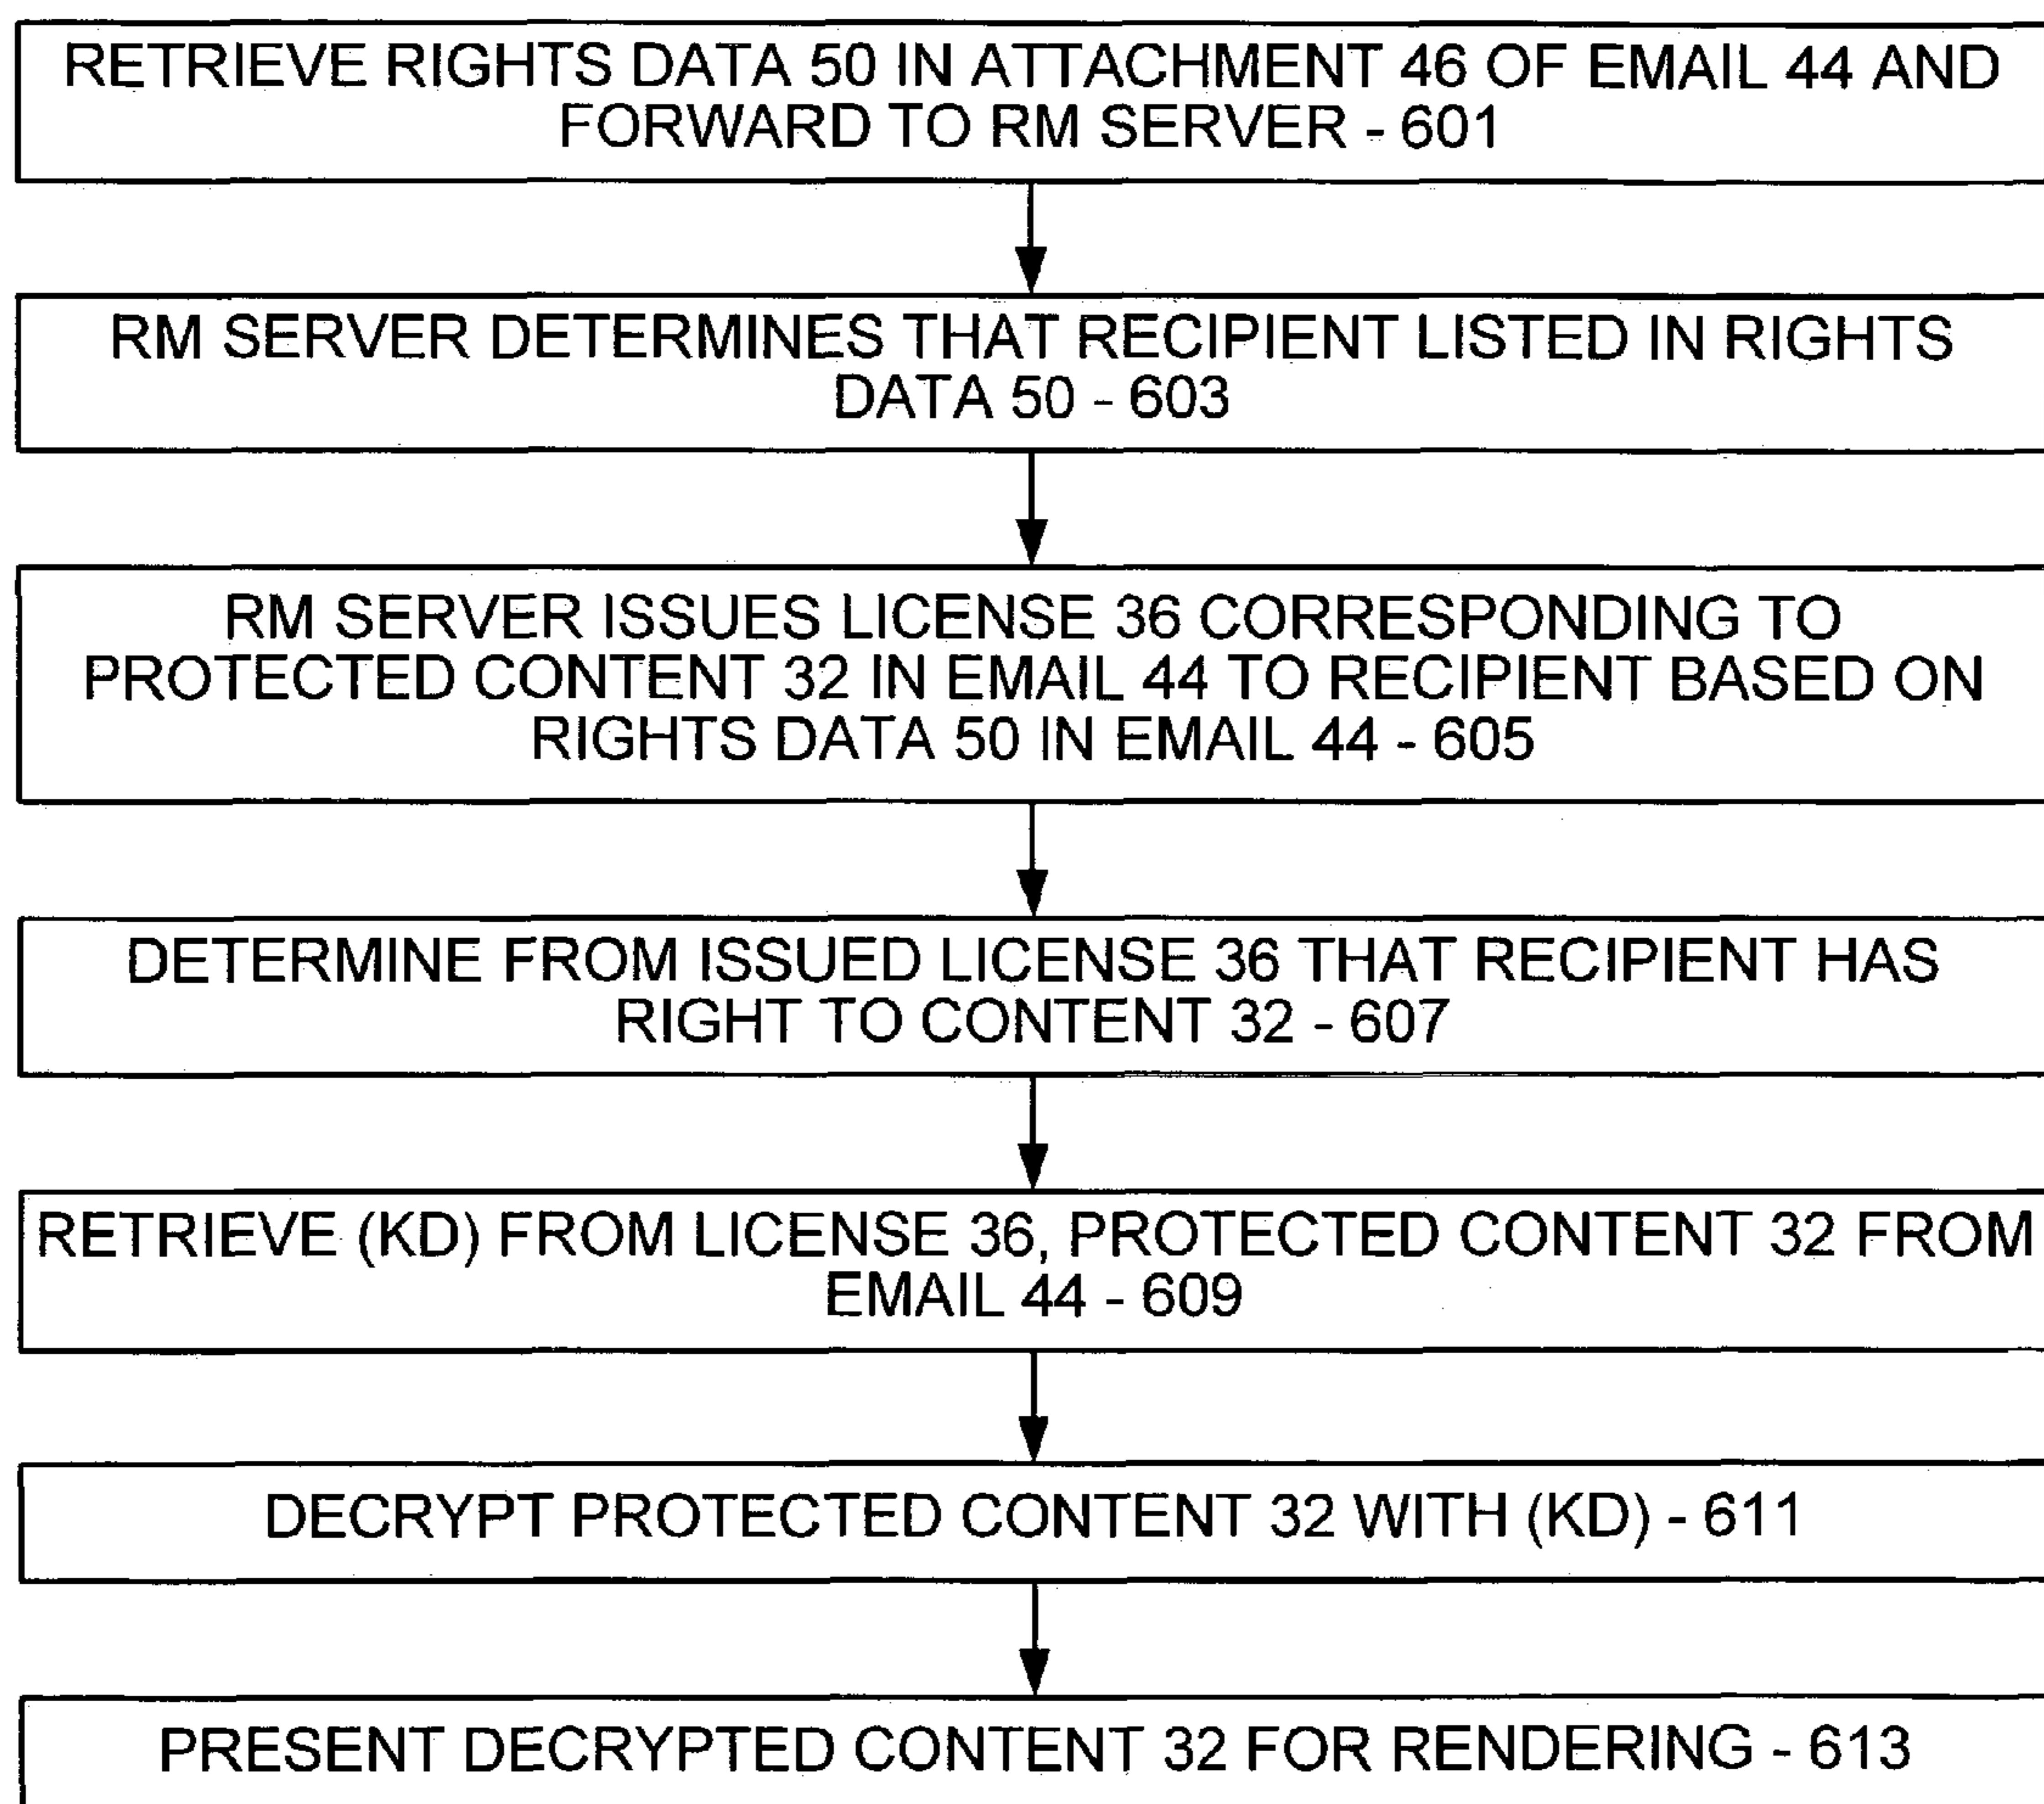 RETRIEVE RIGHTS DATA 50 IN ATTACHMENT 46 OF EMAIL 44 AND
FORWARD TO RM SERVER - 601
RM SERVER DETERMINES THAT RECIPIENT LISTED IN RIGHTS
DATA 50 - 603
RM SERVER ISSUES LICENSE 36 CORRESPONDING TO
PROTECTED CONTENT 32 IN EMAIL 44 TO RECIPIENT BASED ON
RIGHTS DATA 50 IN EMAIL 44 - 605
DETERMINE FROM ISSUED LICENSE 36 THAT RECIPIENT HAS
RIGHT TO CONTENT 32 - 607
RETRIEVE (KD) FROM LICENSE 36, PROTECTED CONTENT 32 FROM
EMAIL 44 - 609
DECRYPT PROTECTED CONTENT 32 WITH (KD) - 611
PRESENT DECRYPTED CONTENT 32 FOR RENDERING - 613